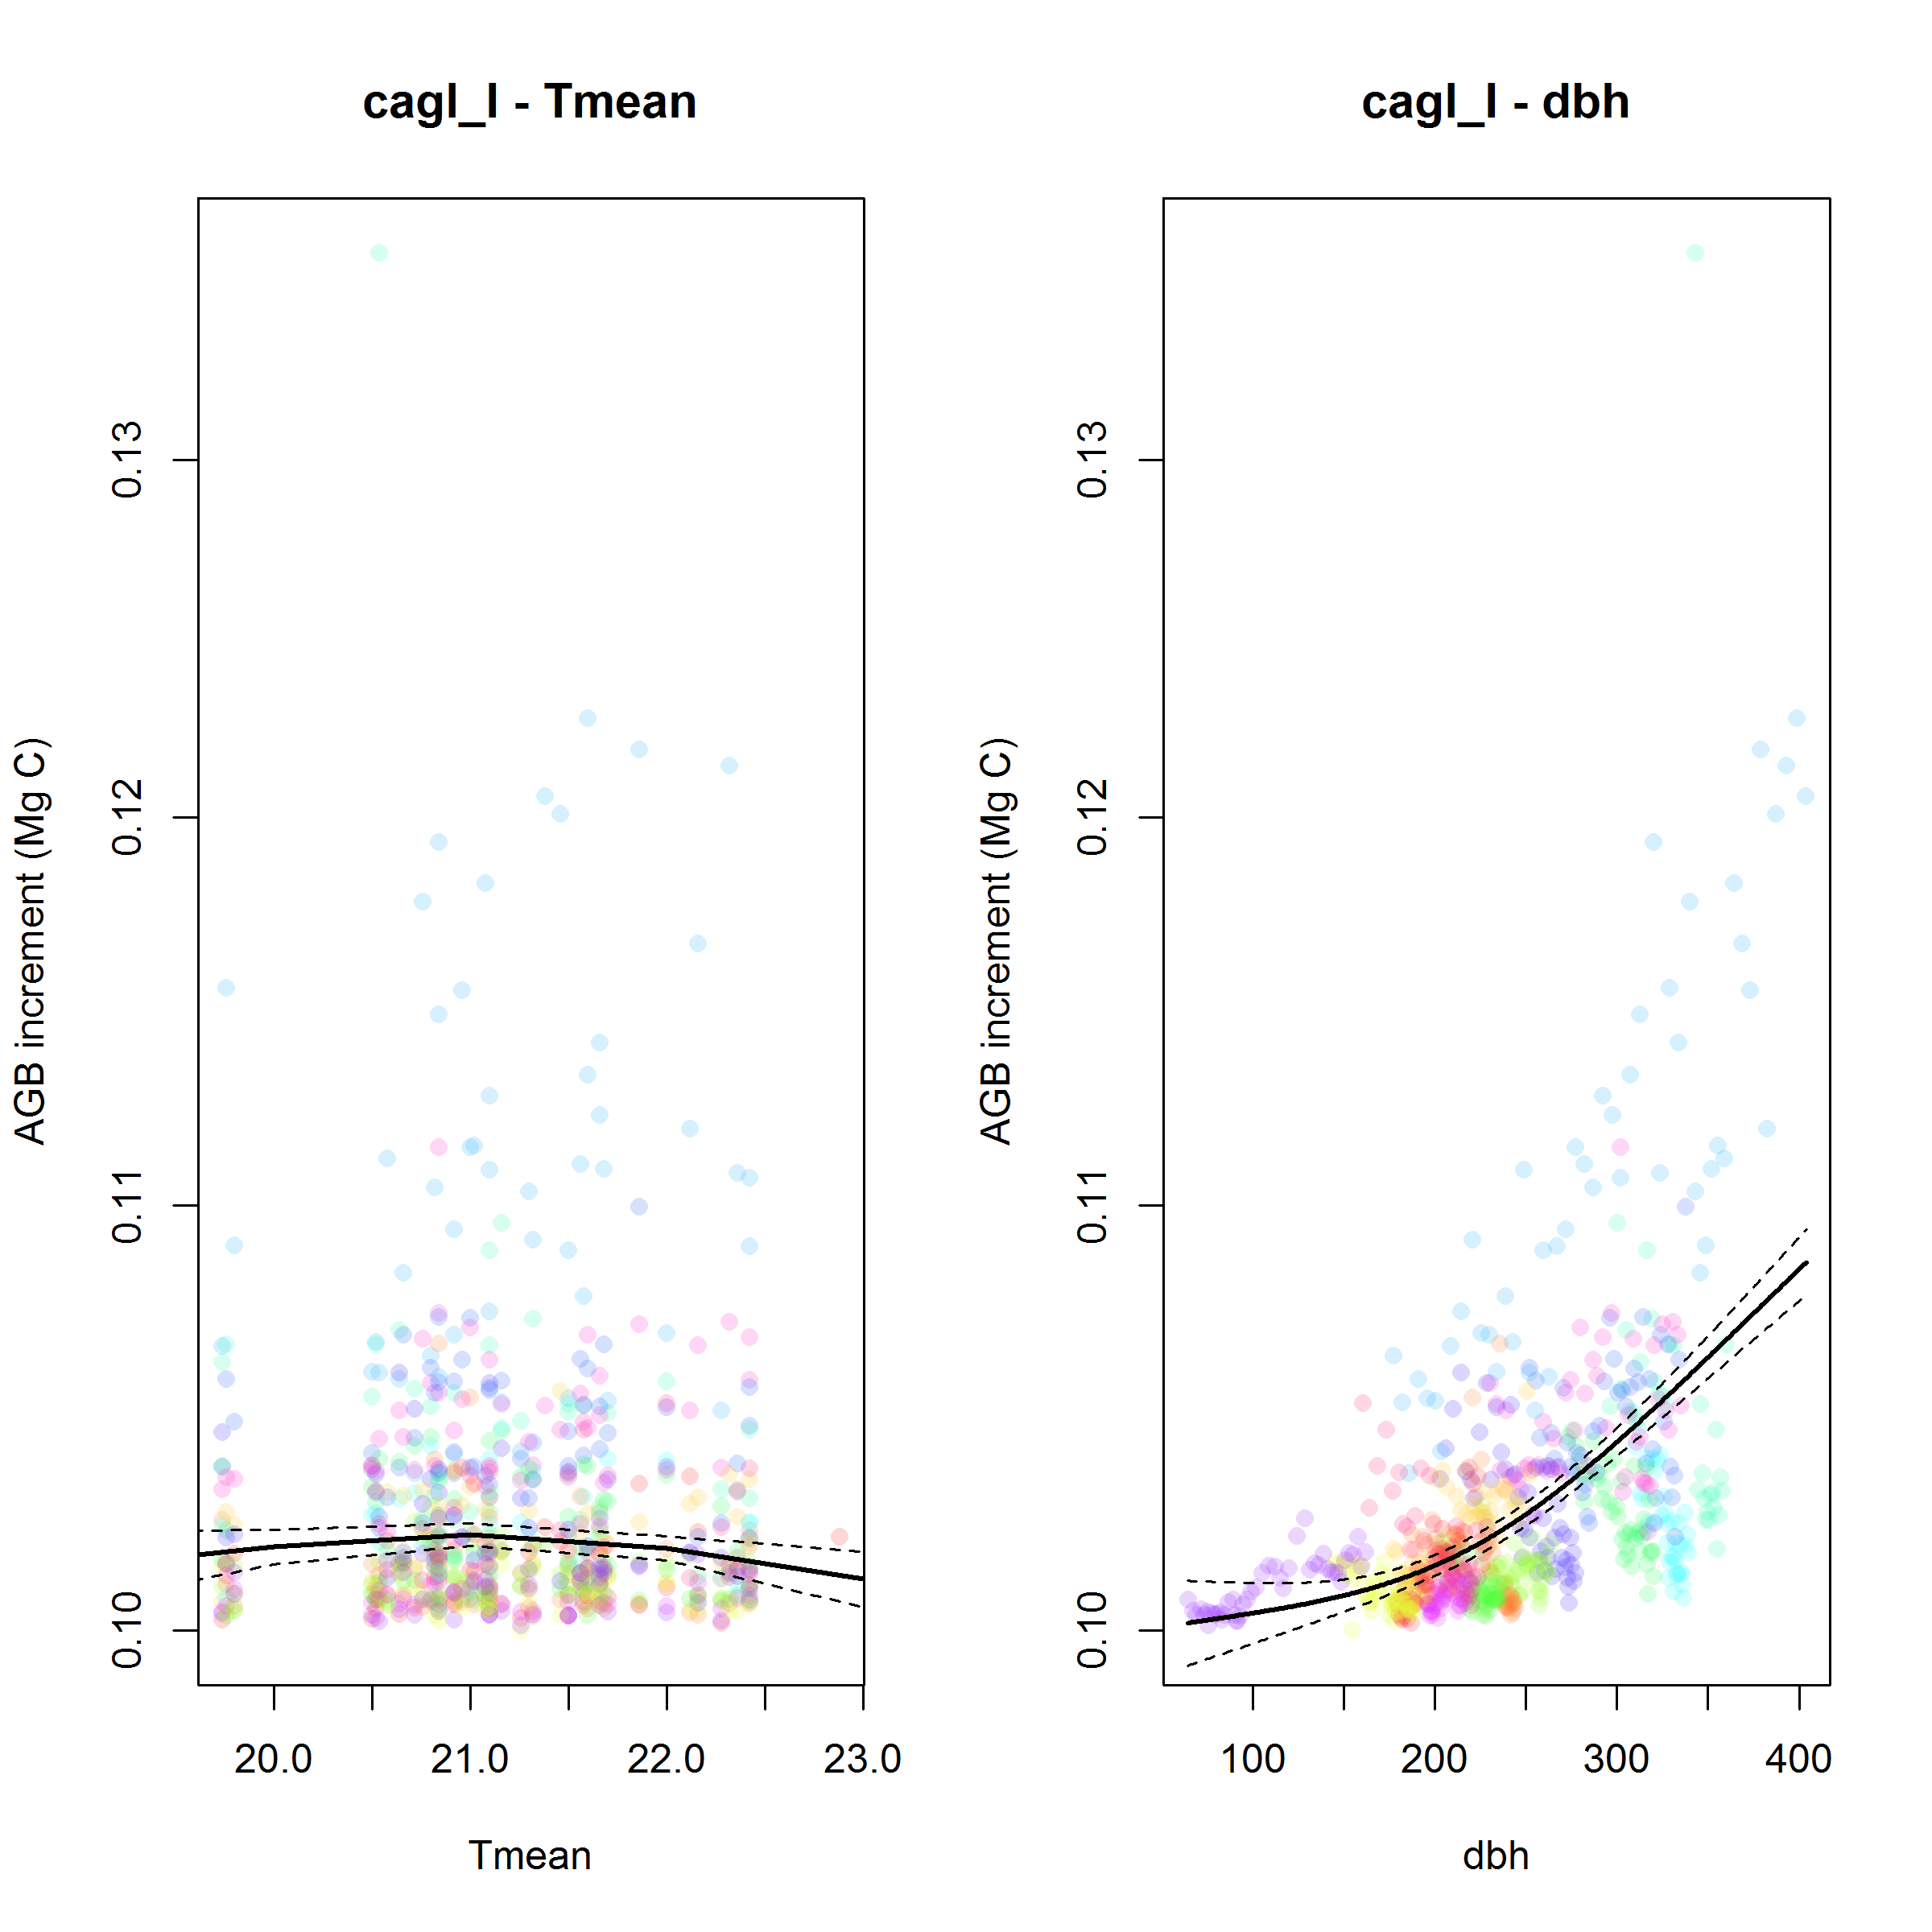 cagl_l - Tmean
AGB increment (Mg C)
0.13
0.12
0.11
0.10
20.0 21.0 22.0 23.0
Tmean
cagl_l - dbh
AGB increment (Mg C)
0.13
0.12
0.11
0.10
100 200 300 400
dbh